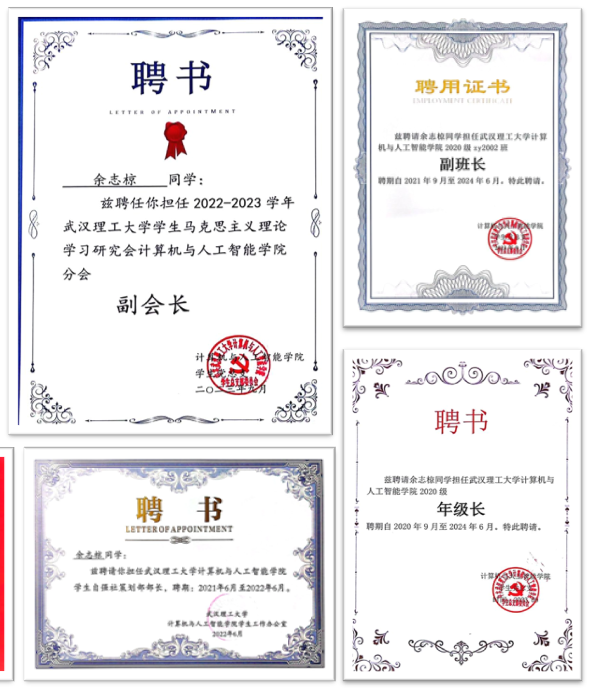 聘书
LETTER OF APPOINTMENT
余志椋 同学：
兹聘任你担任 2022-2023 学年
武汉理工大学学生马克思主义理论
学习研究会计算机与人工智能学院
分会
副会长
计算机与人工智能学院
二〇二三年九月
聘用证书
EMPLOYMENT CERTIFICATE
兹聘请余志椋同学担任武汉理工大学计算
机与人工智能学院 2020 级 zy2002 班
副班长
聘期自 2021 年 9 月至 2024 年 6 月。特此聘请。
计算机与人工智能学院
聘 书
LETTER OF APPOINTMENT
余志椋同学：
兹聘请你担任武汉理工大学计算机与人工智能学院
学生自强社策划部部长，聘期：2021年6月至2022年6月。
武汉理工大学
计算机与人工智能学院学生工作办公室
2022年6月
聘书
兹聘请余志椋同学担任武汉理工大学计算机与
人工智能学院 2020 级
年级长
聘期自 2020 年 9 月至 2024 年 6 月。特此聘请。
计算机与人工智能学院